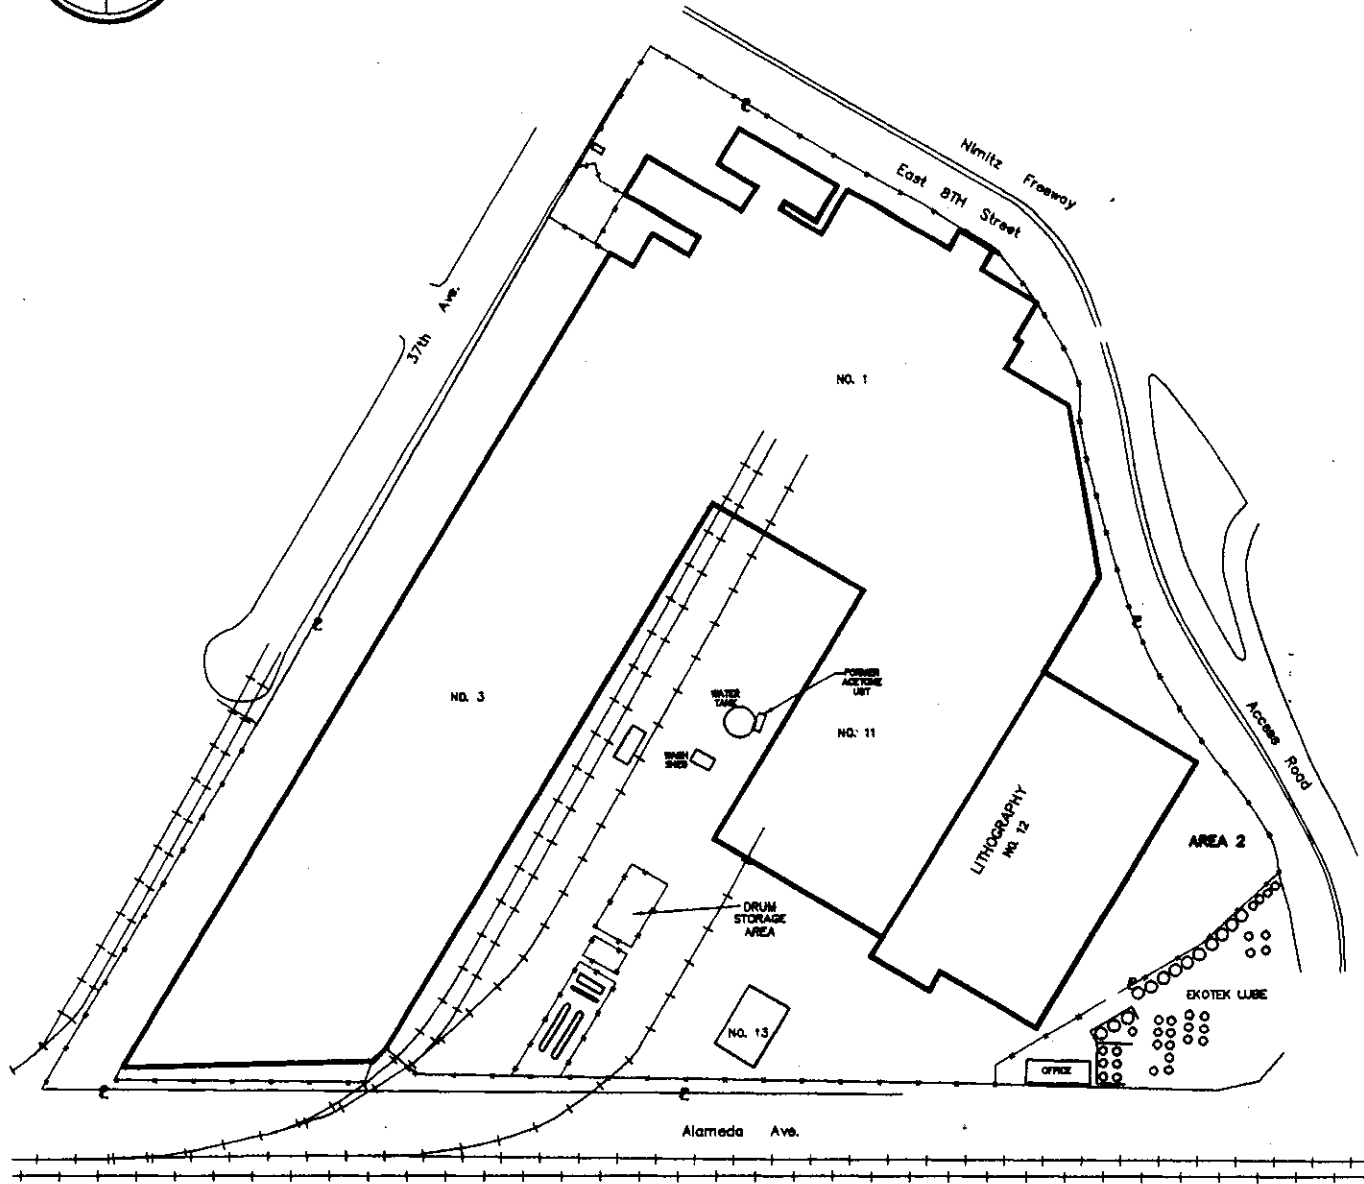 Nimitz Freeway
East 8TH Street
37th Ave.
NO. 1
NO. 3
WATER
TANK
FORMER
ACETONE
UST
WASH
SHED
NO. 11
LITHOGRAPHY
NO. 12
Access Road
AREA 2
DRUM
STORAGE
AREA
NO. 13
EKOTEK LUBE
OFFICE
Alameda Ave.